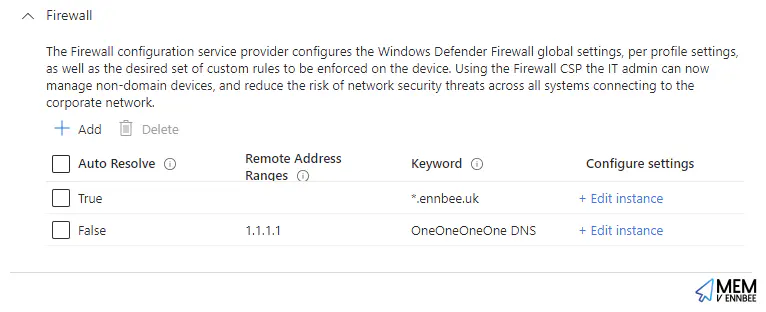 Firewall
The Firewall configuration service provider configures the Windows Defender Firewall global settings, per profile settings,
as well as the desired set of custom rules to be enforced on the device. Using the Firewall CSP the IT admin can now
manage non-domain devices, and reduce the risk of network security threats across all systems connecting to the
corporate network.
+ Add Delete
Auto Resolve Remote Address Ranges Keyword Configure settings
True *.ennbee.uk + Edit instance
False 1.1.1.1 OneOneOneOne DNS + Edit instance
MEM
V ENNBEE